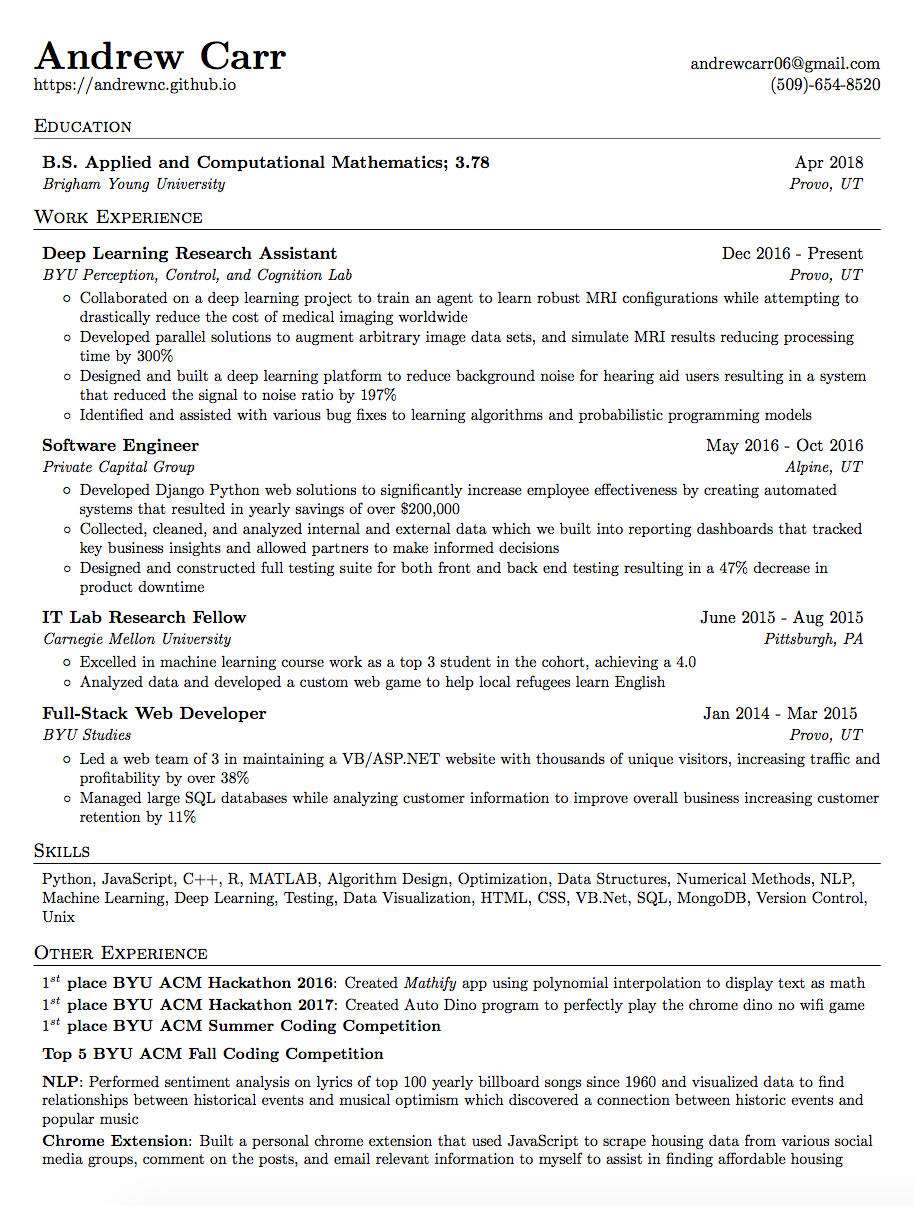 Andrew Carr
andrewcarr06@gmail.com
https://andrewnc.github.io
(509)-654-8520
Education
B.S. Applied and Computational Mathematics; 3.78 Apr 2018
Brigham Young University Provo, UT
Work Experience
Deep Learning Research Assistant Dec 2016 - Present
BYU Perception, Control, and Cognition Lab Provo, UT
◦ Collaborated on a deep learning project to train an agent to learn robust MRI configurations while attempting to
drastically reduce the cost of medical imaging worldwide
◦ Developed parallel solutions to augment arbitrary image data sets, and simulate MRI results reducing processing
time by 300%
◦ Designed and built a deep learning platform to reduce background noise for hearing aid users resulting in a system
that reduced the signal to noise ratio by 197%
◦ Identified and assisted with various bug fixes to learning algorithms and probabilistic programming models
Software Engineer May 2016 - Oct 2016
Private Capital Group Alpine, UT
◦ Developed Django Python web solutions to significantly increase employee effectiveness by creating automated
systems that resulted in yearly savings of over $200,000
◦ Collected, cleaned, and analyzed internal and external data which we built into reporting dashboards that tracked
key business insights and allowed partners to make informed decisions
◦ Designed and constructed full testing suite for both front and back end testing resulting in a 47% decrease in
product downtime
IT Lab Research Fellow June 2015 - Aug 2015
Carnegie Mellon University Pittsburgh, PA
◦ Excelled in machine learning course work as a top 3 student in the cohort, achieving a 4.0
◦ Analyzed data and developed a custom web game to help local refugees learn English
Full-Stack Web Developer Jan 2014 - Mar 2015
BYU Studies Provo, UT
◦ Led a web team of 3 in maintaining a VB/ASP.NET website with thousands of unique visitors, increasing traffic and
profitability by over 38%
◦ Managed large SQL databases while analyzing customer information to improve overall business increasing customer
retention by 11%
Skills
Python, JavaScript, C++, R, MATLAB, Algorithm Design, Optimization, Data Structures, Numerical Methods, NLP,
Machine Learning, Deep Learning, Testing, Data Visualization, HTML, CSS, VB.Net, SQL, MongoDB, Version Control,
Unix
Other Experience
1st place BYU ACM Hackathon 2016: Created Mathify app using polynomial interpolation to display text as math
1st place BYU ACM Hackathon 2017: Created Auto Dino program to perfectly play the chrome dino no wifi game
1st place BYU ACM Summer Coding Competition
Top 5 BYU ACM Fall Coding Competition
NLP: Performed sentiment analysis on lyrics of top 100 yearly billboard songs since 1960 and visualized data to find
relationships between historical events and musical optimism which discovered a connection between historic events and
popular music
Chrome Extension: Built a personal chrome extension that used JavaScript to scrape housing data from various social
media groups, comment on the posts, and email relevant information to myself to assist in finding affordable housing